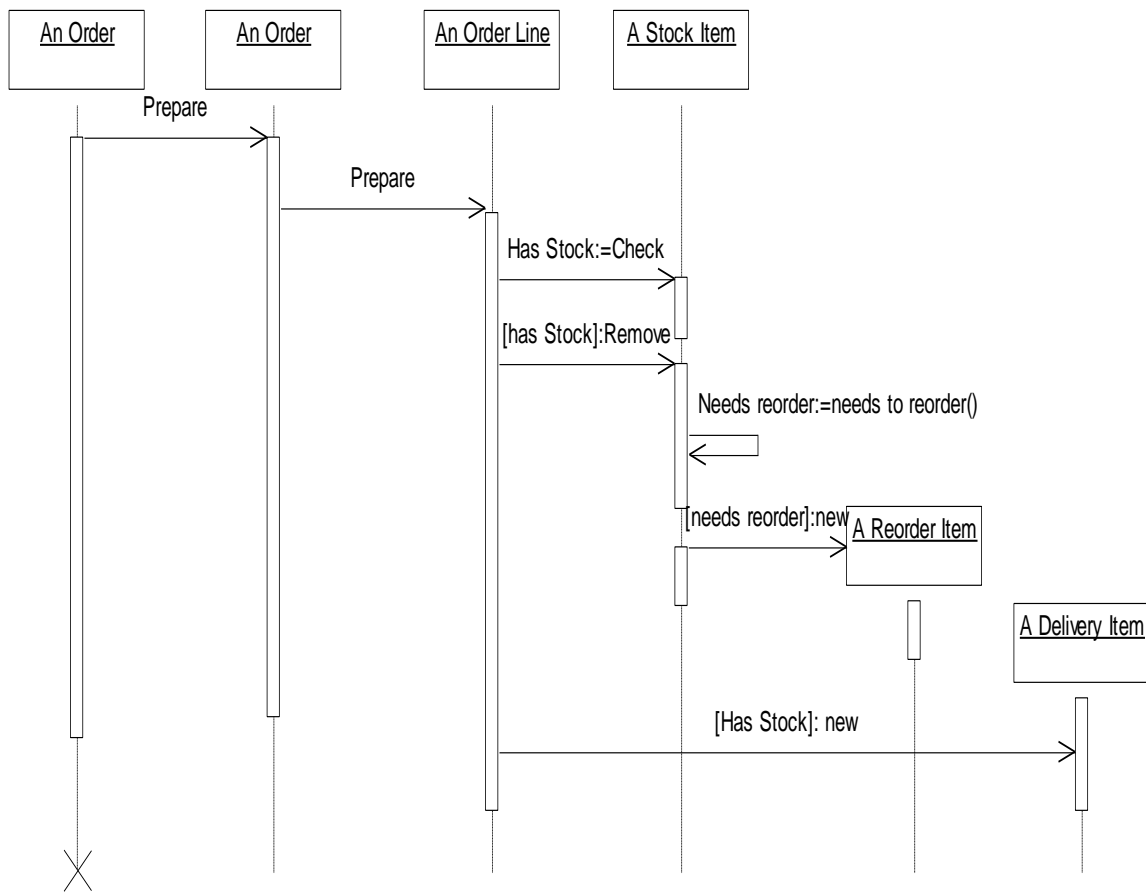 An Order
An Order
An Order Line
A Stock Item
Prepare
Prepare
Has Stock:=Check
[has Stock]:Remove
Needs reorder:=needs to reorder()
[needs reorder]:new
A Reorder Item
A Delivery Item
[Has Stock]: new